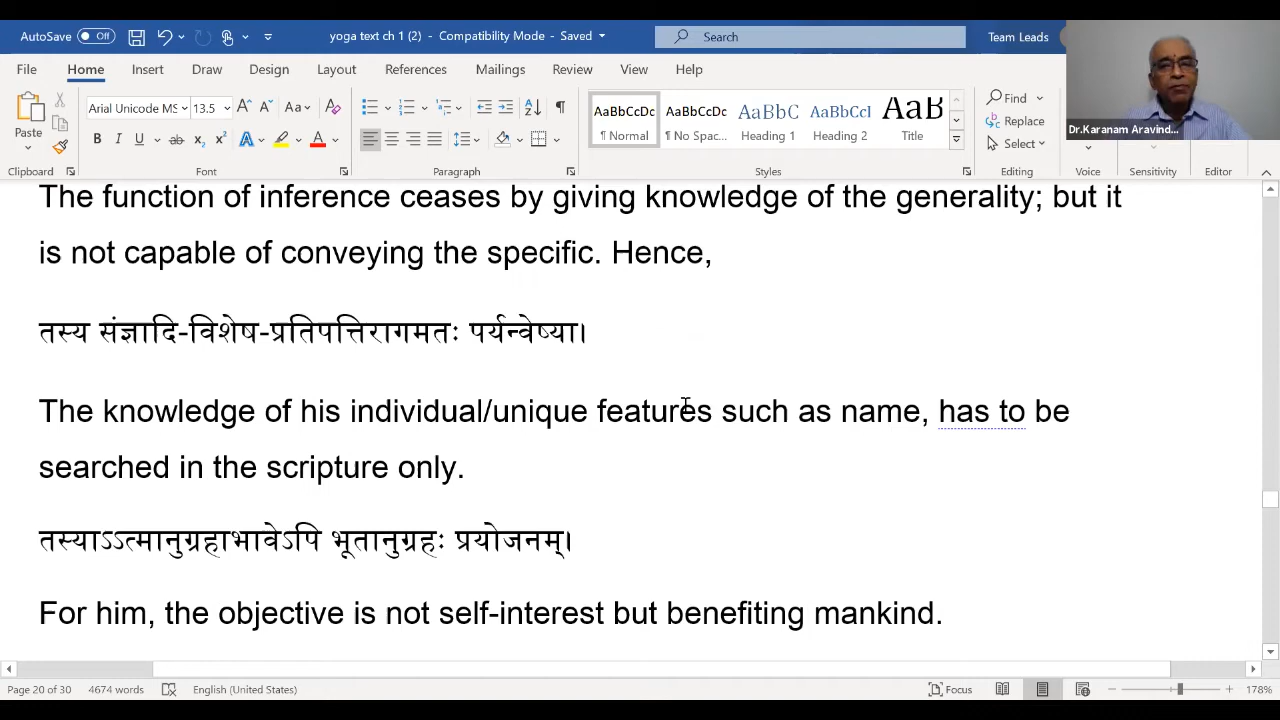 AutoSave Off yoga text ch 1 (2) - Compatibility Mode - Saved Search Team Leads
File Home Insert Draw Design Layout References Mailings Review View Help
Dr.Karanam Aravind...
Paste
Arial Unicode MS 13.5
AaBbCcDc AaBbCcDc AaBbC AaBbCcI AaB
¶ Normal ¶ No Spac... Heading 1 Heading 2 Title
Find
Replace
Select
Clipboard Font Paragraph Styles Editing Sensitivity Editor
The function of inference ceases by giving knowledge of the generality; but it
is not capable of conveying the specific. Hence,
तस्य संज्ञादि-विशेष-प्रतिपत्तिरागमतः पर्यन्वेष्या।
The knowledge of his individual/unique features such as name, has to be
searched in the scripture only.
तस्याऽऽत्मानुग्रहाभावेऽपि भूतानुग्रहः प्रयोजनम्।
For him, the objective is not self-interest but benefiting mankind.
Page 20 of 30 4674 words English (United States) Focus 178%